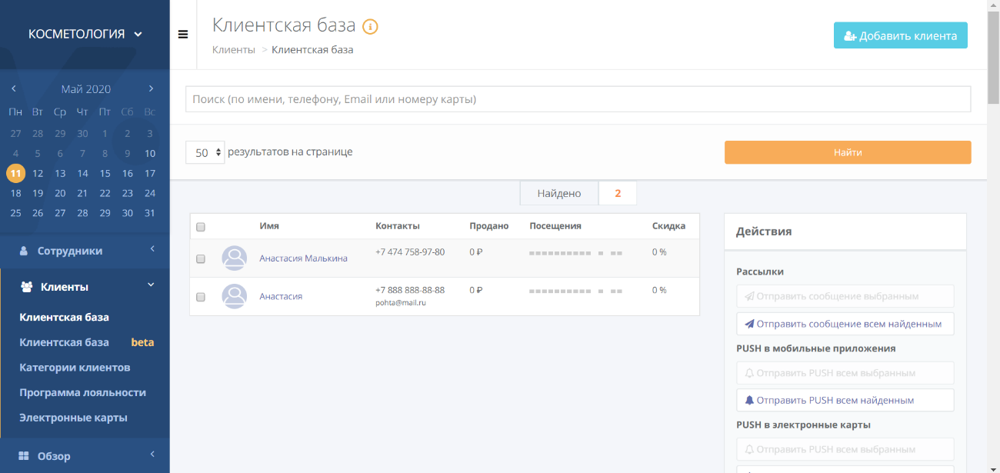 КОСМЕТОЛОГИЯ
Май 2020
Пн Вт Ср Чт Пт Сб Вс
27 28 29 30 1 2 3
4 5 6 7 8 9 10
11 12 13 14 15 16 17
18 19 20 21 22 23 24
25 26 27 28 29 30 31
Сотрудники
Клиенты
Клиентская база
Клиентская база beta
Категории клиентов
Программа лояльности
Электронные карты
Обзор
Клиентская база
Клиенты > Клиентская база
Добавить клиента
Поиск (по имени, телефону, Email или номеру карты)
50 результатов на странице
Найти
Найдено 2
Имя Контакты Продано Посещения Скидка
Анастасия Малькина +7 474 758-97-80 0 ₽ 0 %
Анастасия +7 888 888-88-88 0 ₽ 0 %
pohta@mail.ru
Действия
Рассылки
Отправить сообщение выбранным
Отправить сообщение всем найденным
PUSH в мобильные приложения
Отправить PUSH всем выбранным
Отправить PUSH всем найденным
PUSH в электронные карты
Отправить PUSH всем выбранным